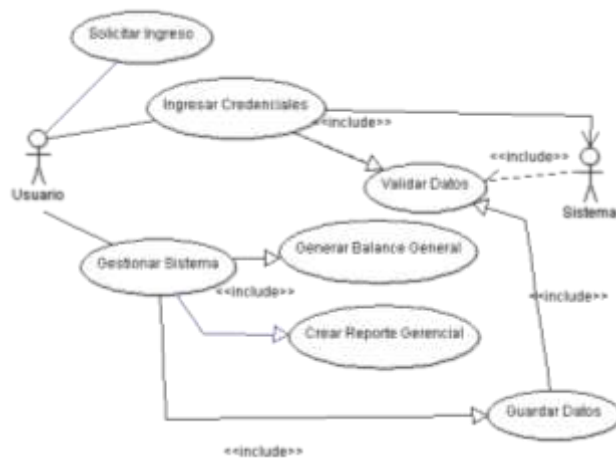 Solicitar Ingreso
Ingresar Credenciales
<<include>>
<<include>>
Usuario
Validar Datos
Sistema
Generar Balance General
Gestionar Sistema
<<include>>
<<include>>
Crear Reporte Gerencial
Guardar Datos
<<include>>